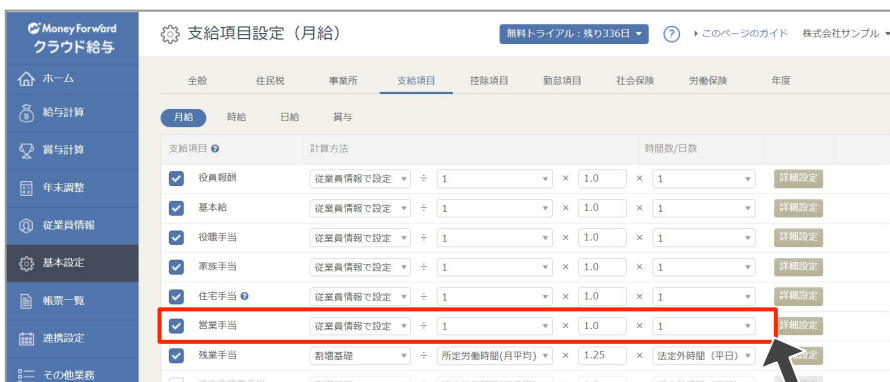 Money Forward
クラウド給与
支給項目設定（月給）
無料トライアル：残り336日
? このページのガイド 株式会社サンプル
ホーム
給与計算
賞与計算
年末調整
従業員情報
基本設定
帳票一覧
連携設定
その他業務
全般 住民税 事業所 支給項目 控除項目 勤怠項目 社会保険 労働保険 年度
月給 時給 日給 賞与
支給項目 ? 計算方法 時間数/日数
役員報酬 従業員情報で設定 ÷ 1 × 1.0 × 1 詳細設定
基本給 従業員情報で設定 ÷ 1 × 1.0 × 1 詳細設定
役職手当 従業員情報で設定 ÷ 1 × 1.0 × 1 詳細設定
家族手当 従業員情報で設定 ÷ 1 × 1.0 × 1 詳細設定
住宅手当 ? 従業員情報で設定 ÷ 1 × 1.0 × 1 詳細設定
営業手当 従業員情報で設定 ÷ 1 × 1.0 × 1 詳細設定
残業手当 割増基礎 ÷ 所定労働時間(月平均) × 1.25 × 法定外時間（平日） 設定